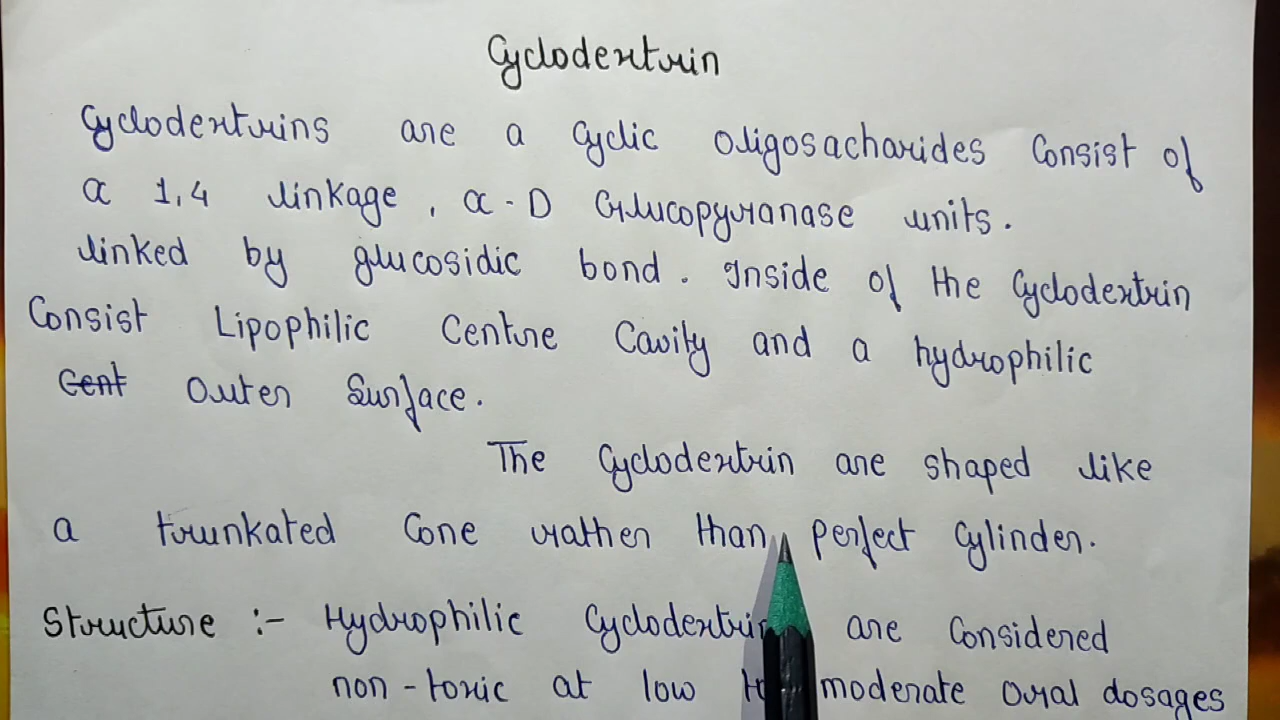 Cyclodextrin
Cyclodextrins are a cyclic oligosacharides consist of
α 1,4 linkage, α-D Glucopyranase units.
linked by glucosidic bond. Inside of the cyclodextrin
Consist Lipophilic centre cavity and a hydrophilic
cent outer surface.
The cyclodextrin are shaped like
a trunkated cone rather than perfect cylinder.
Structure :- Hydrophilic cyclodextrin are considered
non-toxic at low to moderate oral dosages